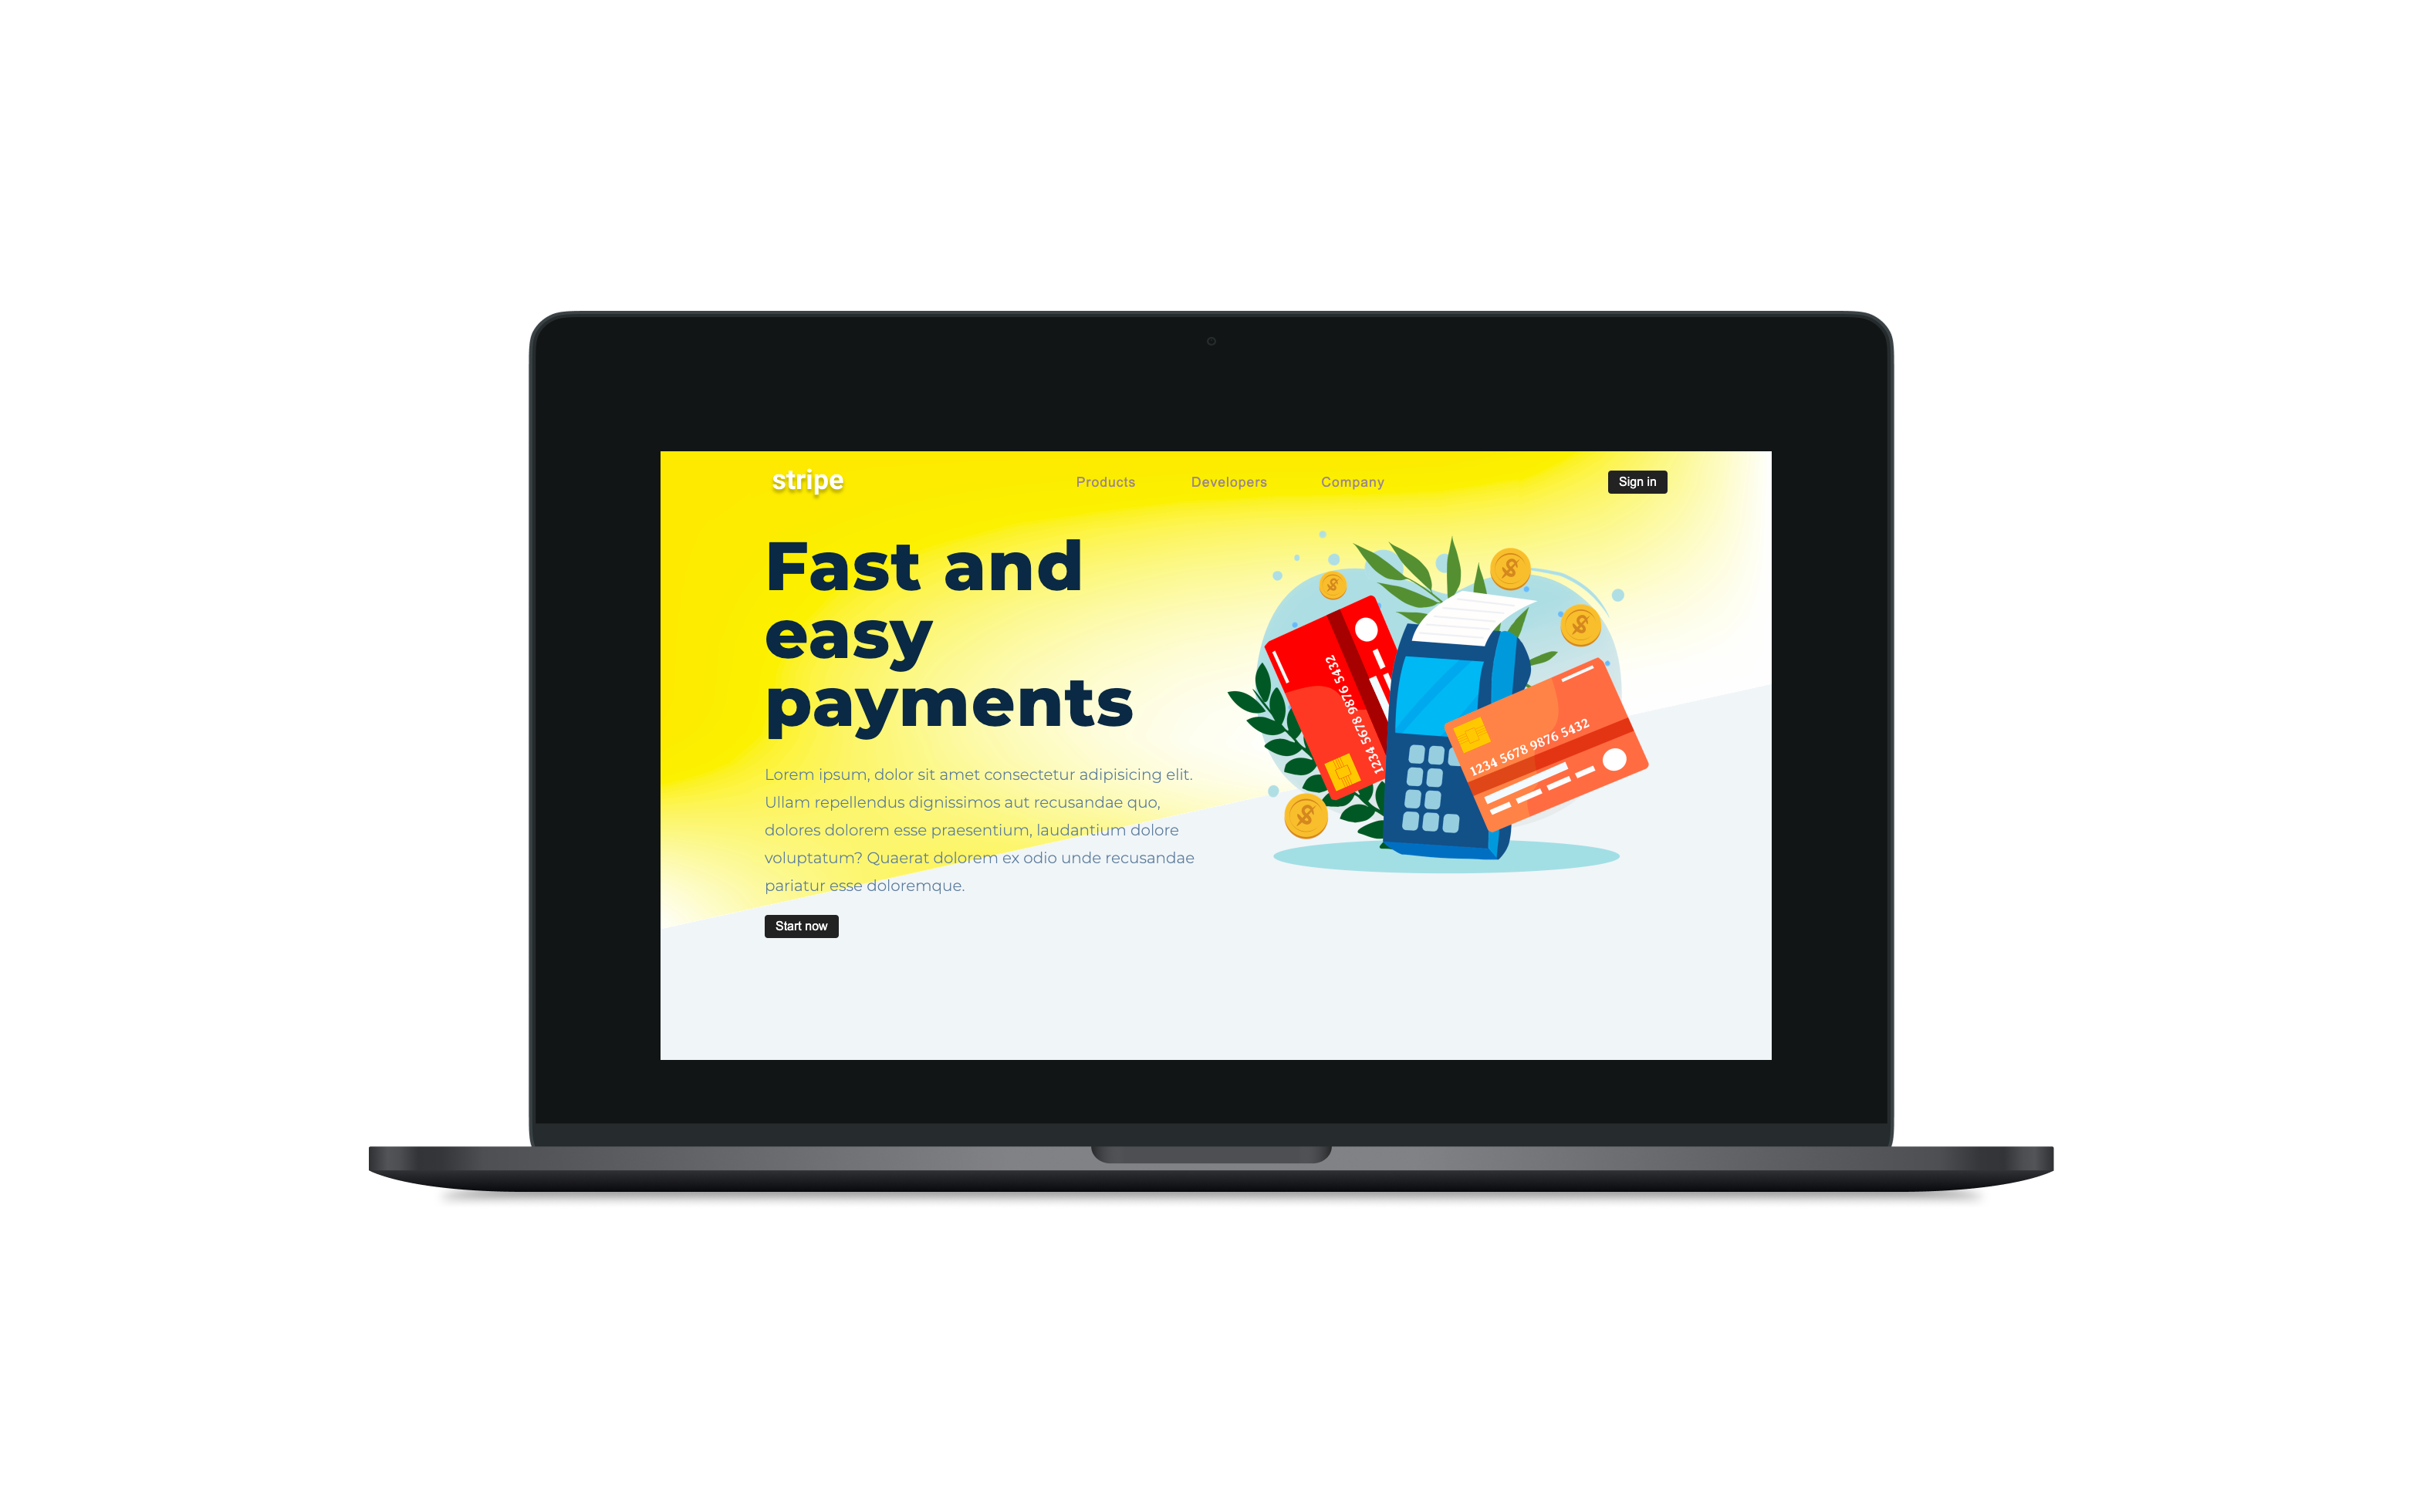 stripe
Products
Developers
Company
Sign in
Fast and
easy
payments
Lorem ipsum, dolor sit amet consectetur adipisicing elit.
Ullam repellendus dignissimos aut recusandae quo,
dolores dolorem esse praesentium, laudantium dolore
voluptatum? Quaerat dolorem ex odio unde recusandae
pariatur esse doloremque.
Start now
1234 5678 9876 5432
1234 5678 9876 5432
$
$
$
$